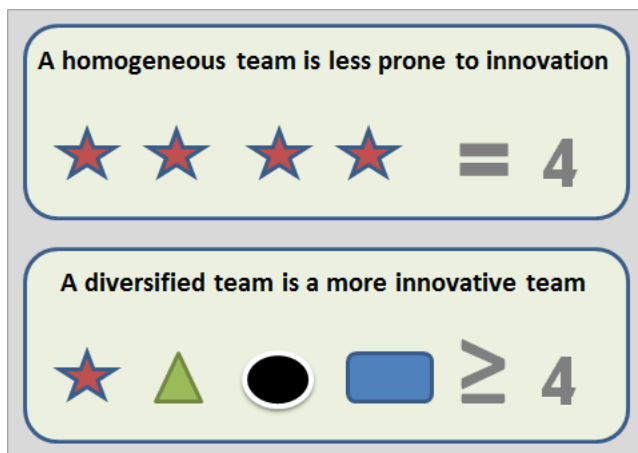 A homogeneous team is less prone to innovation
= 4
A diversified team is a more innovative team
≥ 4